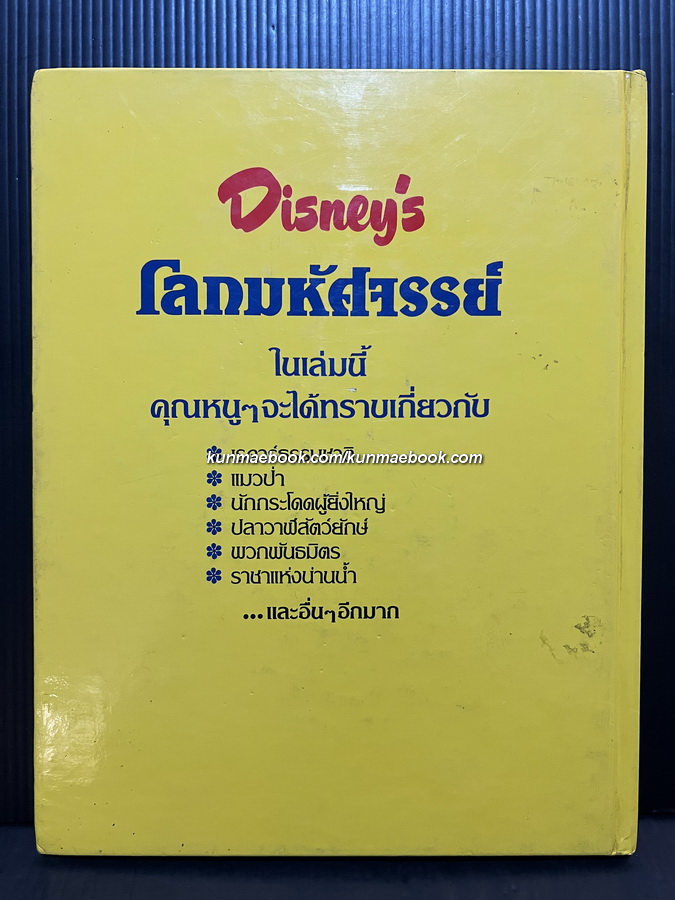 Disney's
โลกมหัศจรรย์
ในเล่มนี้
คุณหนูๆจะได้ทราบเกี่ยวกับ
kunmaebook.com/kunmaebook.com
✽ แมวป่า
✽ นักกระโดดผู้ยิ่งใหญ่
✽ ปลาวาฬสัตว์ยักษ์
✽ พวกพันธมิตร
✽ ราชาแห่งน่านน้ำ
...และอื่นๆอีกมาก